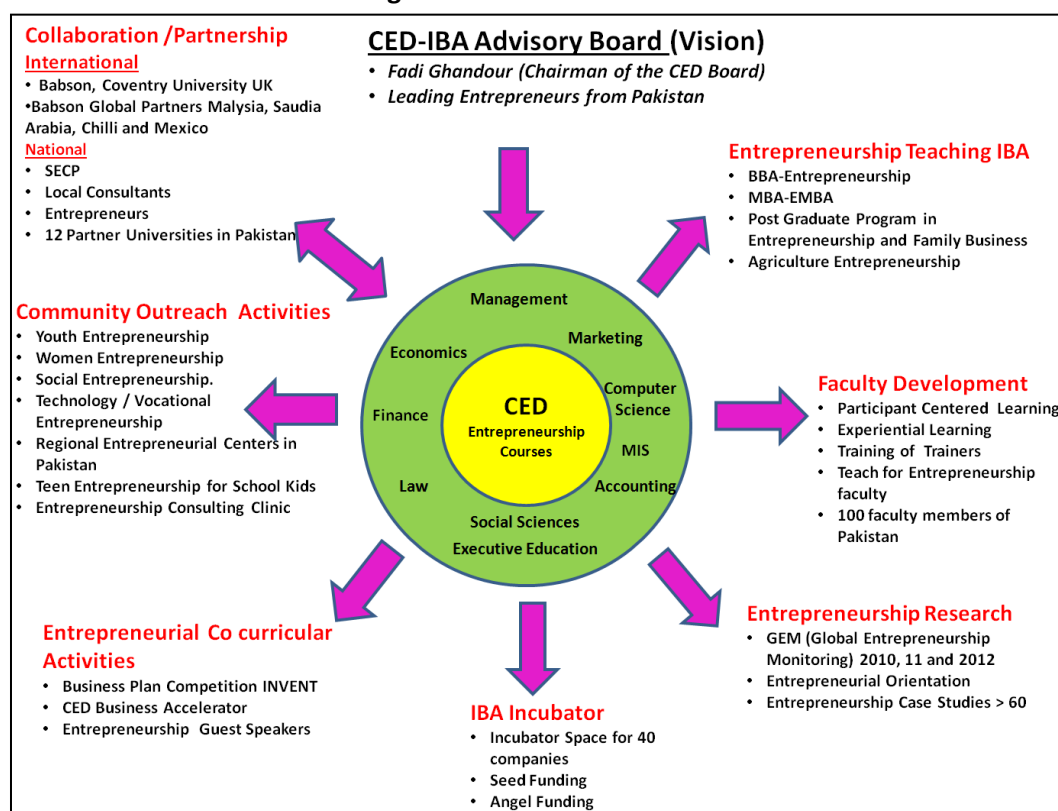 Collaboration /Partnership
International
• Babson, Coventry University UK
•Babson Global Partners Malysia, Saudia
Arabia, Chilli and Mexico
National
• SECP
• Local Consultants
• Entrepreneurs
• 12 Partner Universities in Pakistan
CED-IBA Advisory Board (Vision)
• Fadi Ghandour (Chairman of the CED Board)
• Leading Entrepreneurs from Pakistan
Entrepreneurship Teaching IBA
• BBA-Entrepreneurship
• MBA-EMBA
• Post Graduate Program in
Entrepreneurship and Family Business
• Agriculture Entrepreneurship
Community Outreach Activities
• Youth Entrepreneurship
• Women Entrepreneurship
• Social Entrepreneurship.
• Technology / Vocational
Entrepreneurship
• Regional Entrepreneurial Centers in
Pakistan
• Teen Entrepreneurship for School Kids
• Entrepreneurship Consulting Clinic
Management
Marketing
Economics
Computer
Science
Finance
CED
Entrepreneurship
Courses
MIS
Law
Accounting
Social Sciences
Executive Education
Faculty Development
• Participant Centered Learning
• Experiential Learning
• Training of Trainers
• Teach for Entrepreneurship
faculty
• 100 faculty members of
Pakistan
Entrepreneurial Co curricular
Activities
• Business Plan Competition INVENT
• CED Business Accelerator
• Entrepreneurship Guest Speakers
IBA Incubator
• Incubator Space for 40
companies
• Seed Funding
• Angel Funding
Entrepreneurship Research
• GEM (Global Entrepreneurship
Monitoring) 2010, 11 and 2012
• Entrepreneurial Orientation
• Entrepreneurship Case Studies > 60